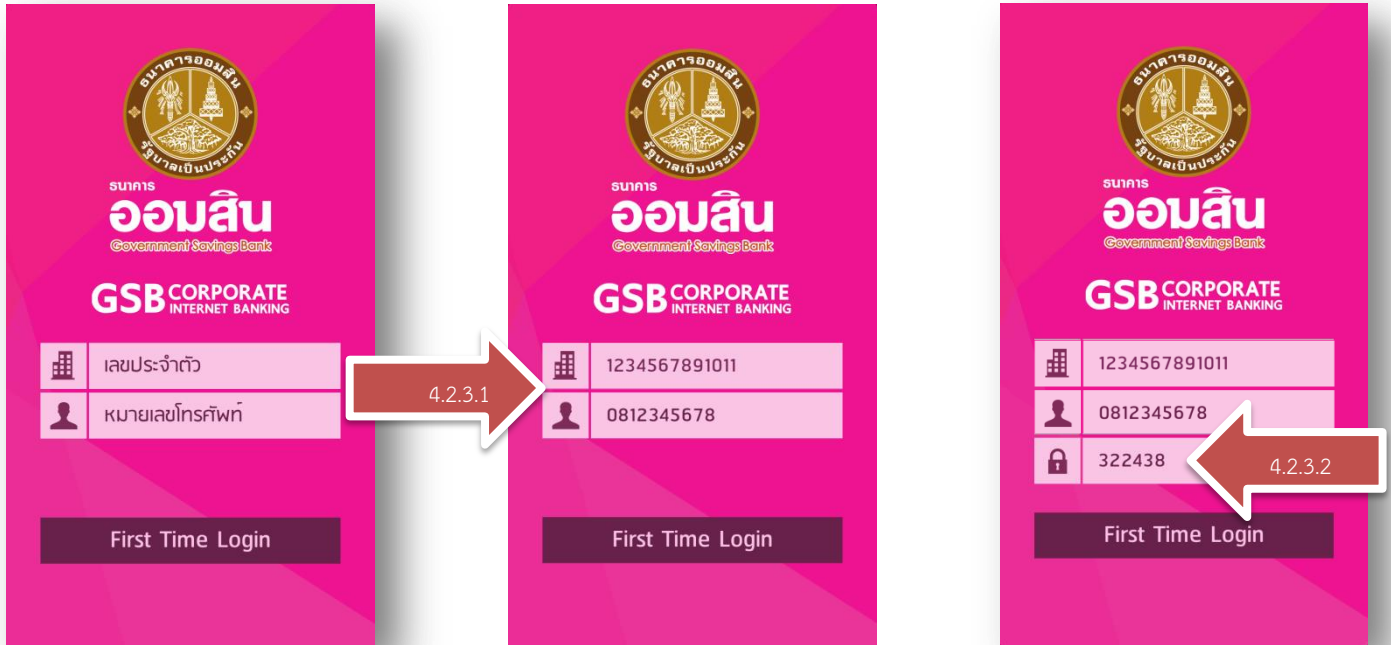 ธนาคารออมสิน
รัฐบาลเป็นประกัน
ธนาคาร
ออมสิน
Government Savings Bank
GSB CORPORATE
INTERNET BANKING
เลขประจำตัว
หมายเลขโทรศัพท์
First Time Login
4.2.3.1
ธนาคารออมสิน
รัฐบาลเป็นประกัน
ธนาคาร
ออมสิน
Government Savings Bank
GSB CORPORATE
INTERNET BANKING
1234567891011
0812345678
First Time Login
ธนาคารออมสิน
รัฐบาลเป็นประกัน
ธนาคาร
ออมสิน
Government Savings Bank
GSB CORPORATE
INTERNET BANKING
1234567891011
0812345678
322438
4.2.3.2
First Time Login